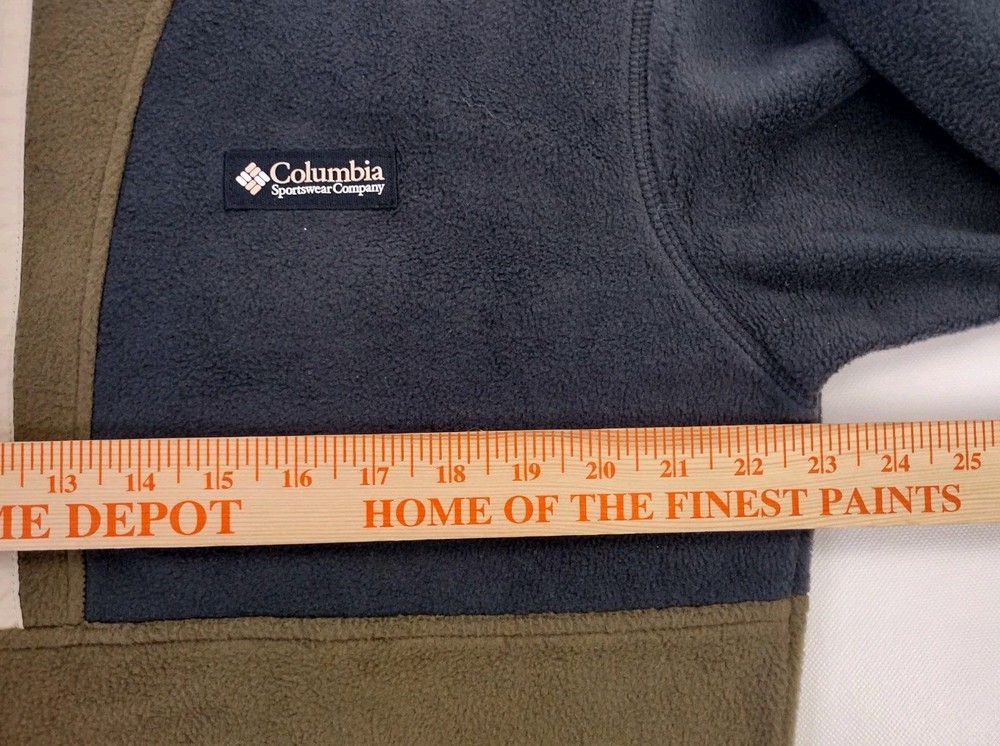 Columbia
Sportswear Company
13 14 15 16 17 18 19 20 21 22 23 24 25
ME DEPOT HOME OF THE FINEST PAINTS